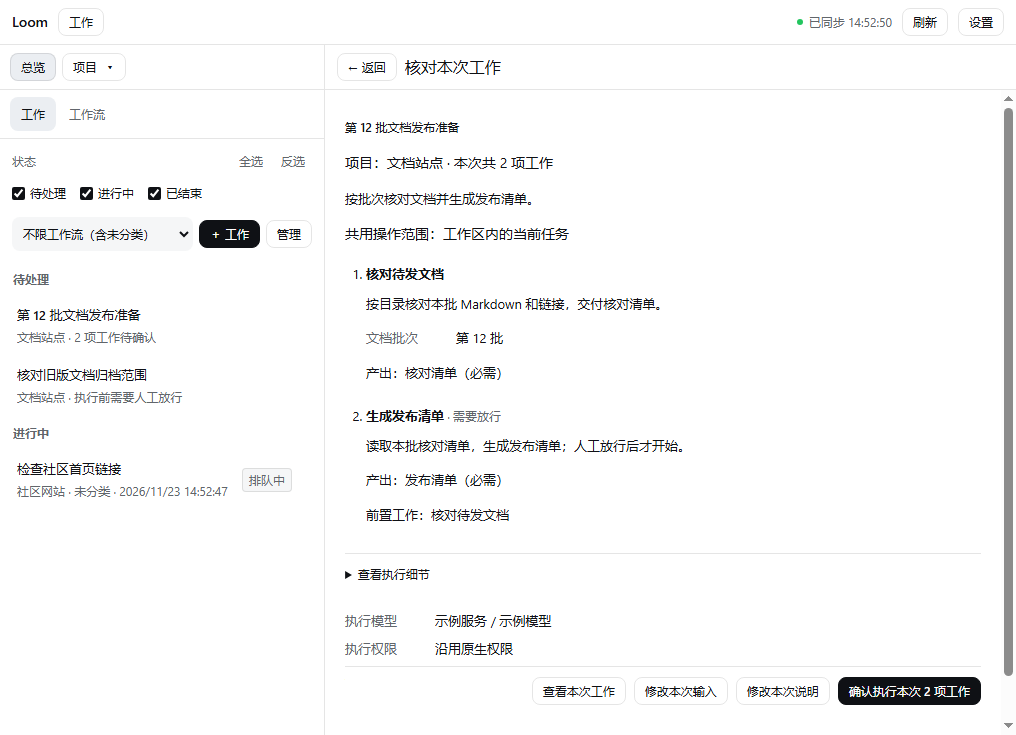 Loom 工作 已同步 14:52:50 刷新 设置
总览 项目
← 返回 核对本次工作
工作 工作流
状态 全选 反选
待处理 进行中 已结束
不限工作流（含未分类） + 工作 管理
待处理
第 12 批文档发布准备
文档站点 · 2 项工作待确认
核对旧版文档归档范围
文档站点 · 执行前需要人工放行
进行中
检查社区首页链接
社区网站 · 未分类 · 2026/11/23 14:52:47
排队中
第 12 批文档发布准备
项目：文档站点 · 本次共 2 项工作
按批次核对文档并生成发布清单。
共用操作范围：工作区内的当前任务
1. 核对待发文档
按目录核对本批 Markdown 和链接，交付核对清单。
文档批次 第 12 批
产出：核对清单（必需）
2. 生成发布清单 · 需要放行
读取本批核对清单，生成发布清单；人工放行后才开始。
产出：发布清单（必需）
前置工作：核对待发文档
查看执行细节
执行模型 示例服务 / 示例模型
执行权限 沿用原生权限
查看本次工作 修改本次输入 修改本次说明 确认执行本次 2 项工作